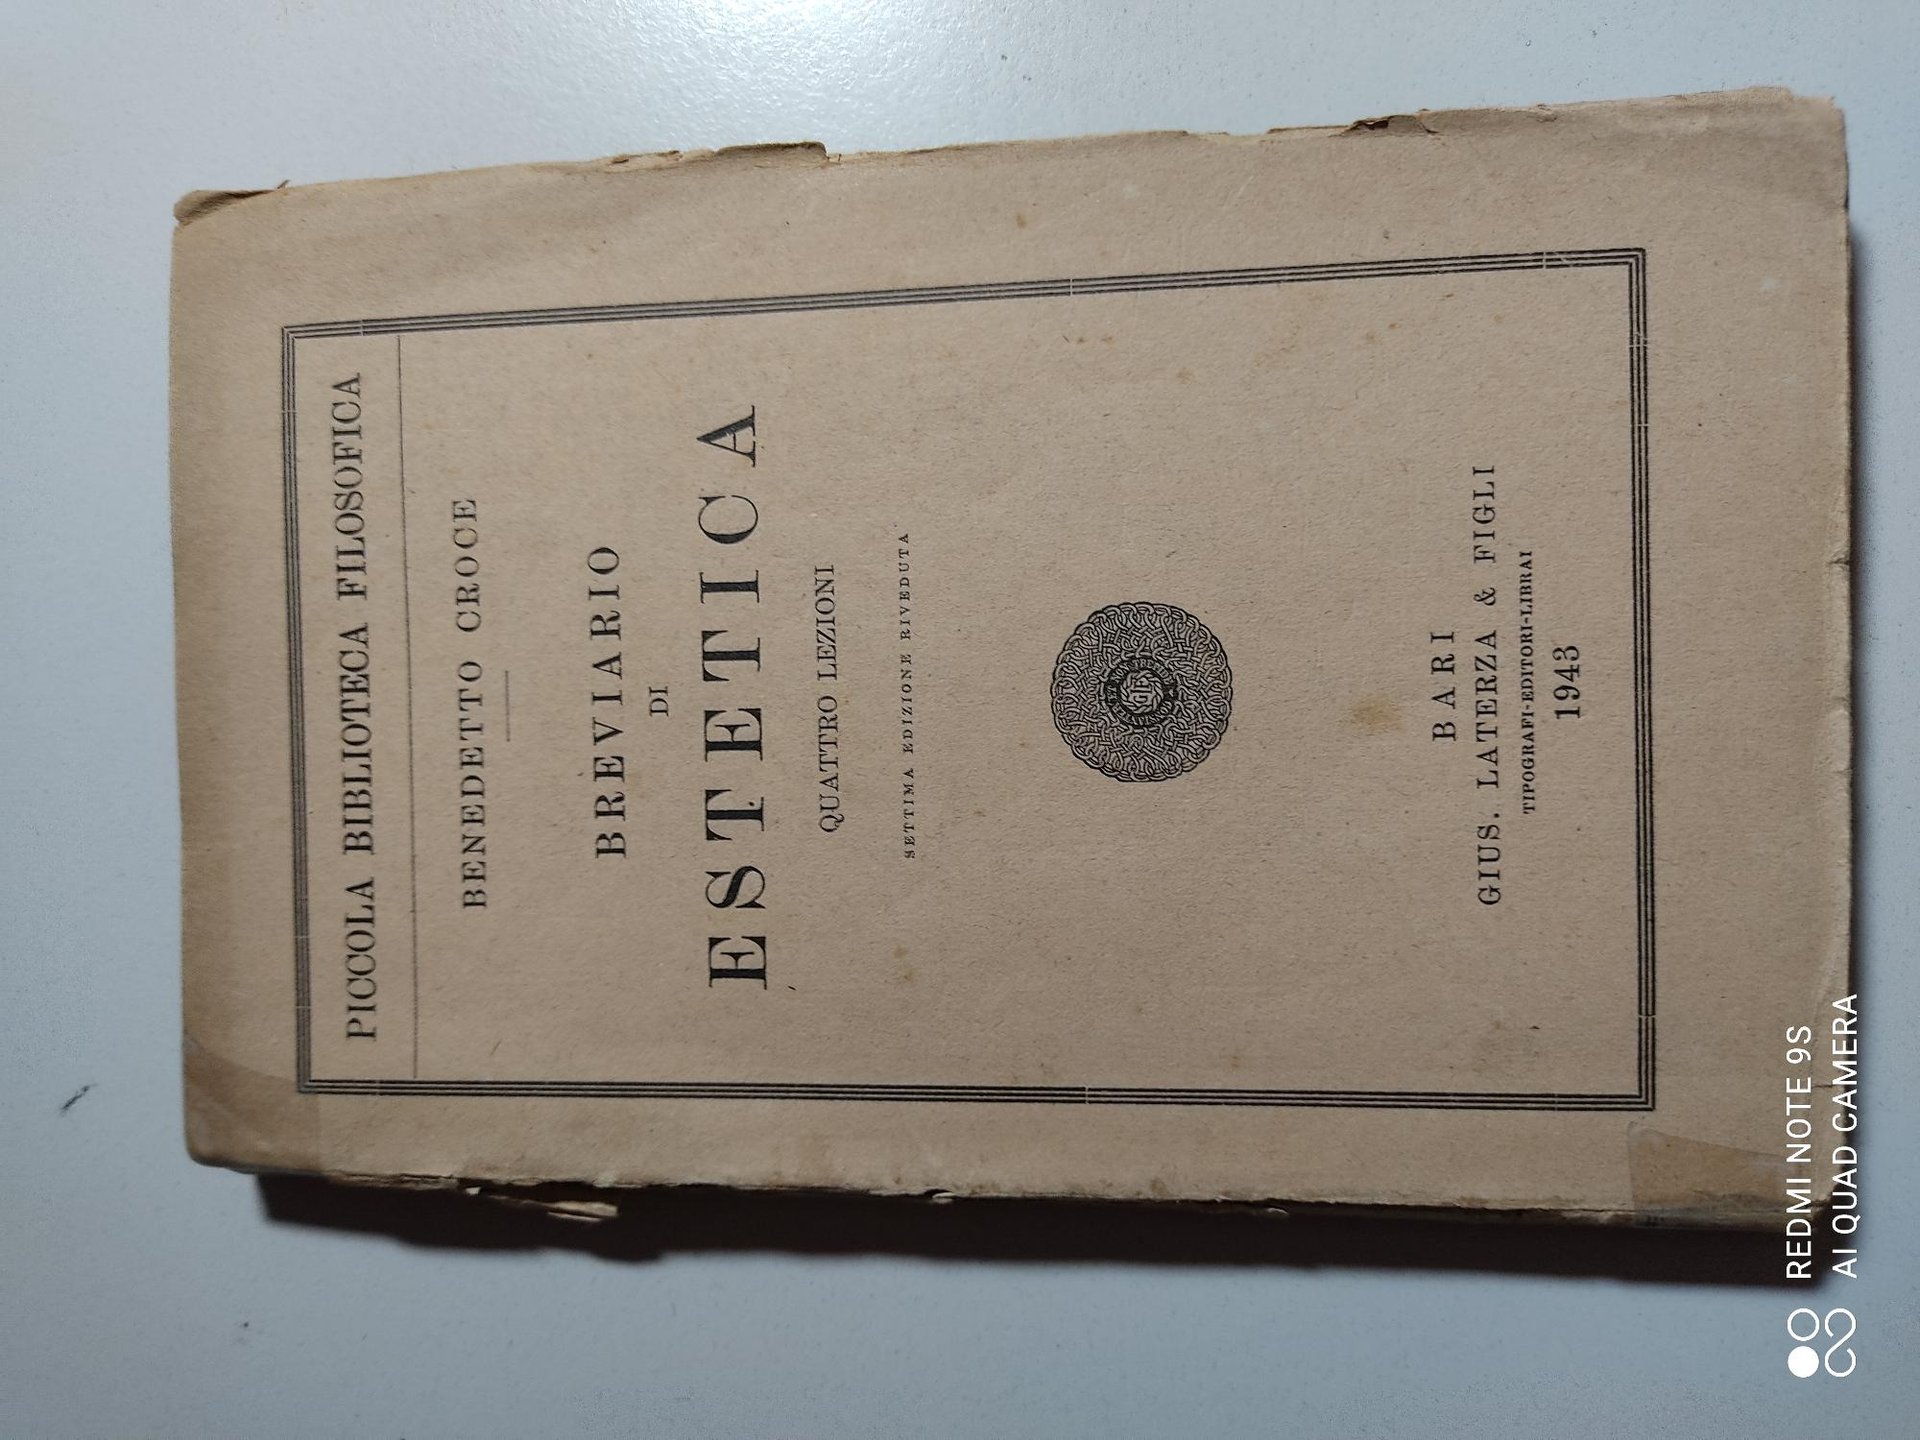 PICCOLA BIBLIOTECA FILOSOFICA
BENEDETTO CROCE
BREVIARIO
DI
ESTETICA
QUATTRO LEZIONI
SETTIMA EDIZIONE RIVEDUTA
BARI
GIUS. LATERZA & FIGLI
TIPOGRAFI-EDITORI-LIBRAI
1943
REDMI NOTE 9S
AI QUAD CAMERA